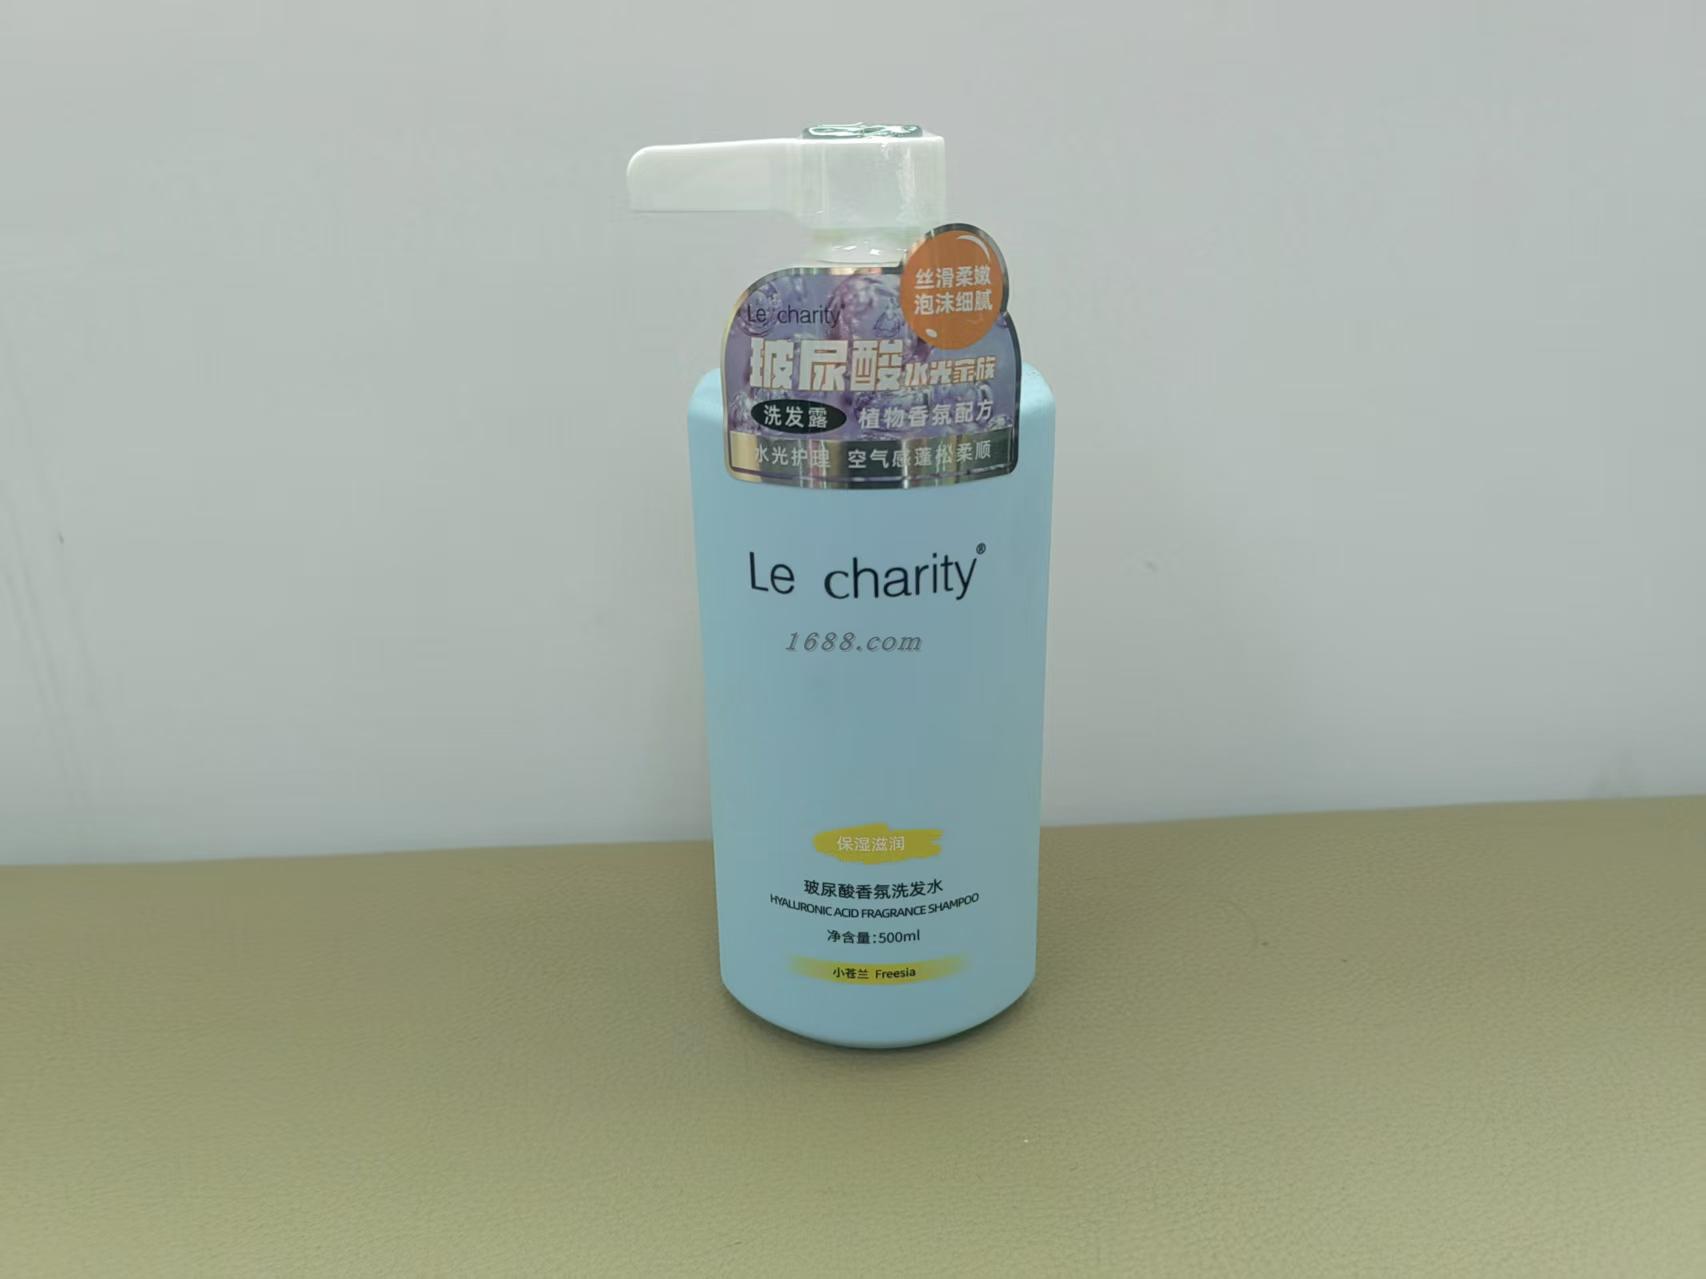 丝滑柔嫩
泡沫细腻
Le charity
玻尿酸水光家族
洗发露 植物香氛配方
水光护理 空气感蓬松柔顺
Le charity®
1688.com
保湿滋润
玻尿酸香氛洗发水
HYALURONIC ACID FRAGRANCE SHAMPOO
净含量:500ml
小苍兰 Freesia